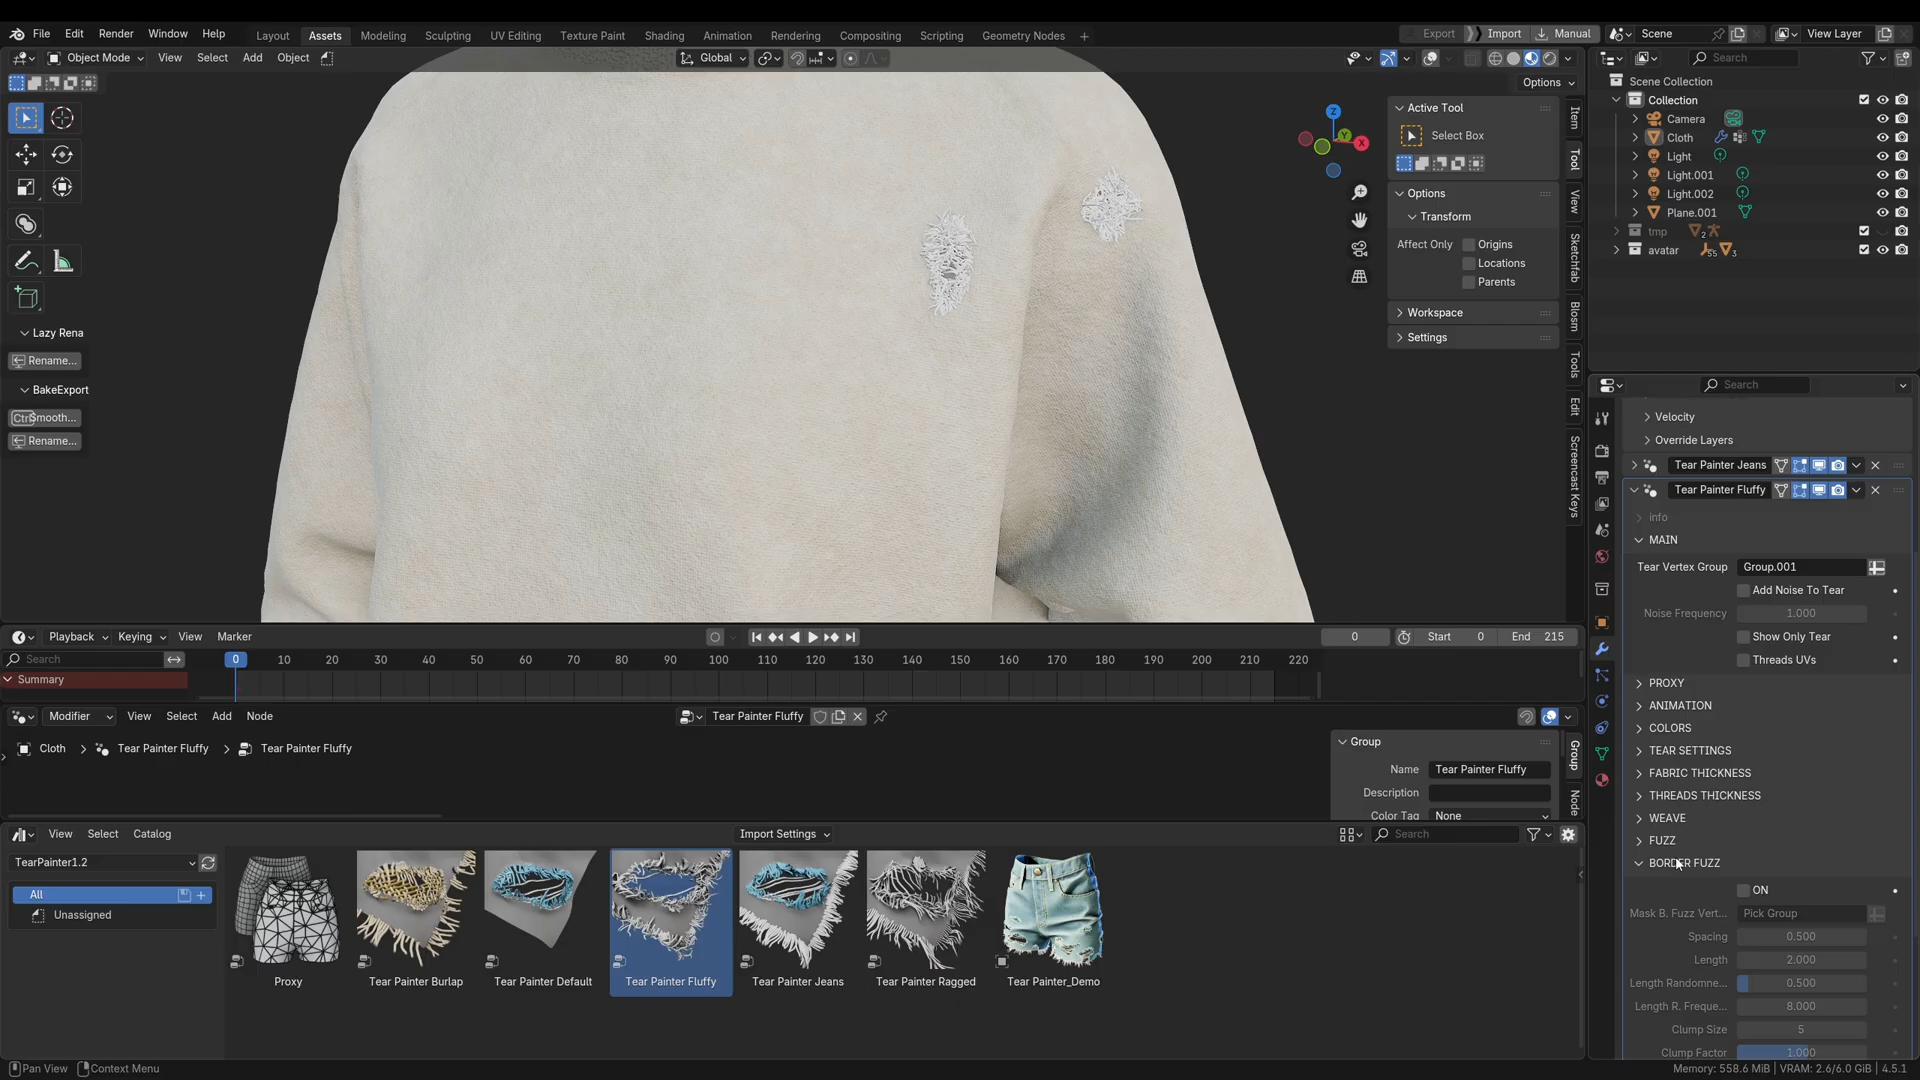 File Edit Render Window Help Layout Assets Modeling Sculpting UV Editing Texture Paint Shading Animation Rendering Compositing Scripting Geometry Nodes + Export Import Manual Scene View Layer
Object Mode View Select Add Object Global
Options
Lazy Rena
Rename...
BakeExport
Ctrl Smooth...
Rename...
Active Tool
Select Box
Options
Transform
Affect Only Origins
Locations
Parents
Workspace
Settings
Item
Tool
View
Sketchfab
Blosm
Tools
Edit
Screencast Keys
Z
Y
X
Search
Scene Collection
Collection
Camera
Cloth
Light
Light.001
Light.002
Plane.001
tmp 2
avatar 55 3
Search
Velocity
Override Layers
Tear Painter Jeans
Tear Painter Fluffy
info
MAIN
Tear Vertex Group Group.001
Add Noise To Tear
Noise Frequency 1.000
Show Only Tear
Threads UVs
PROXY
ANIMATION
COLORS
TEAR SETTINGS
FABRIC THICKNESS
THREADS THICKNESS
WEAVE
FUZZ
BORDER FUZZ
ON
Mask B. Fuzz Vert... Pick Group
Spacing 0.500
Length 2.000
Length Randomne... 0.500
Length R. Freque... 8.000
Clump Size 5
Clump Factor 1.000
Playback Keying View Marker 0 Start 0 End 215
Search 0 10 20 30 40 50 60 70 80 90 100 110 120 130 140 150 160 170 180 190 200 210 220
Summary
Modifier View Select Add Node Tear Painter Fluffy
Cloth Tear Painter Fluffy Tear Painter Fluffy
Group
Name Tear Painter Fluffy
Description
Color Tag None
Group
Node
View Select Catalog Import Settings Search
TearPainter1.2
All
Unassigned
Proxy Tear Painter Burlap Tear Painter Default Tear Painter Fluffy Tear Painter Jeans Tear Painter Ragged Tear Painter_Demo
Pan View Context Menu Memory: 558.6 MiB | VRAM: 2.6/6.0 GiB | 4.5.1